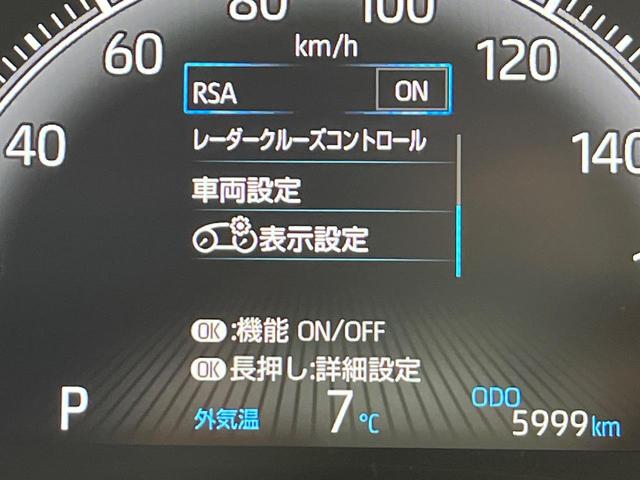 80 100
km/h
60 120
RSA ON
40 レーダークルーズコントロール 140
車両設定
表示設定
OK:機能 ON/OFF
OK長押し:詳細設定
P 外気温 7℃ ODO
5999km